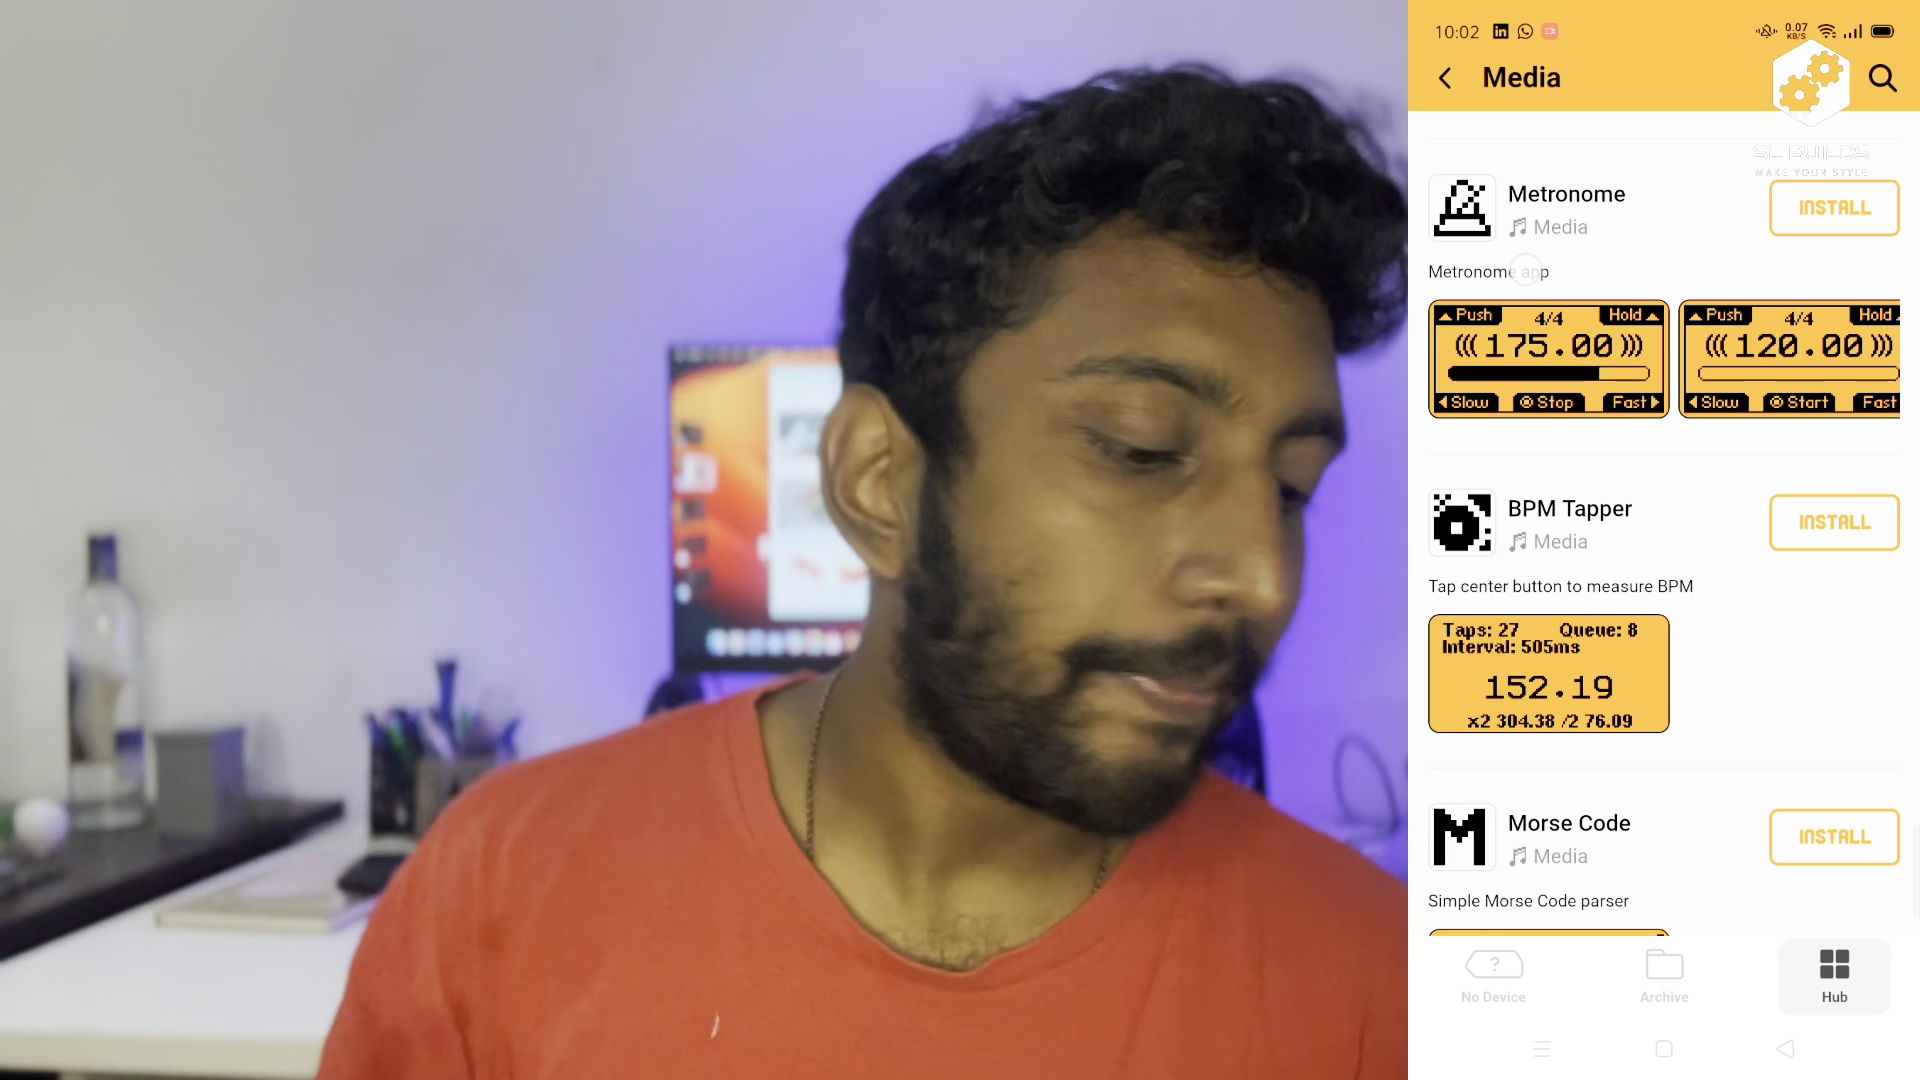 10:02
0.07
KB/S
Media
SL BUILDS
MAKE YOUR STYLE
Metronome
Media
INSTALL
Metronome app
Push 4/4 Hold
175.00
Slow Stop Fast
Push 4/4 Hold
120.00
Slow Start Fast
BPM Tapper
Media
INSTALL
Tap center button to measure BPM
Taps: 27 Queue: 8
Interval: 505ms
152.19
x2 304.38 /2 76.09
Morse Code
Media
INSTALL
Simple Morse Code parser
No Device
Archive
Hub